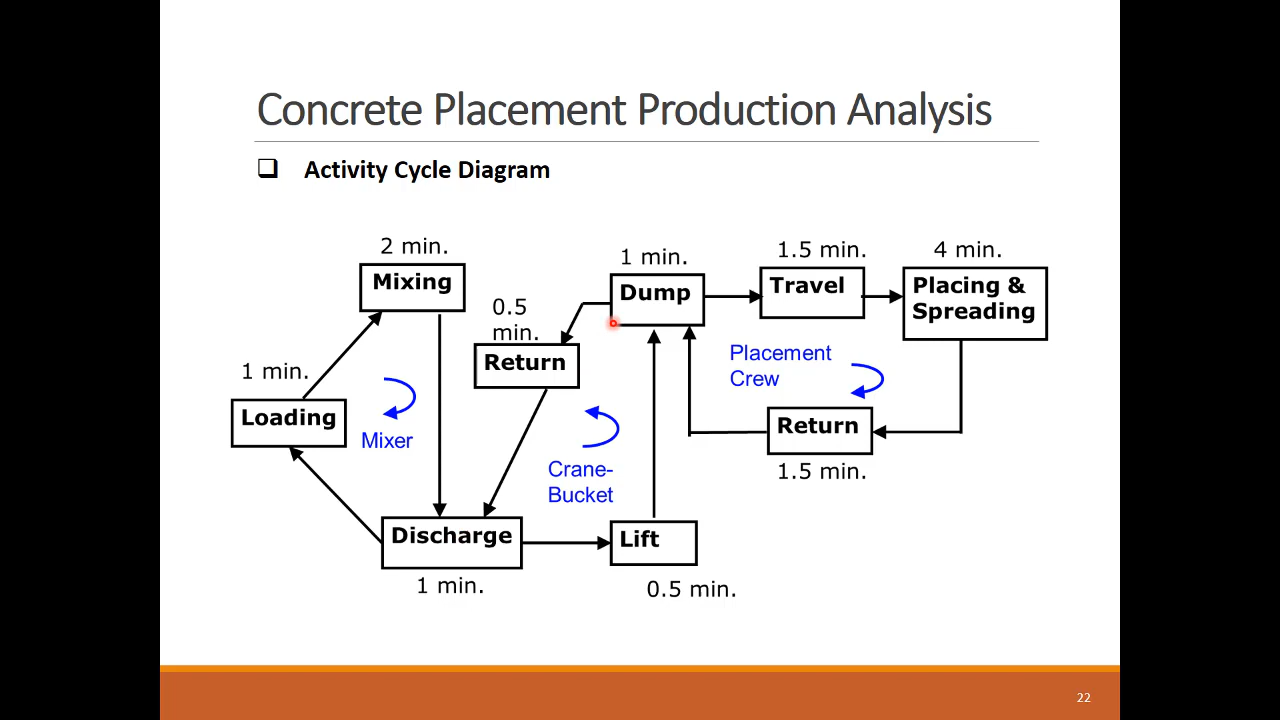 Concrete Placement Production Analysis
Activity Cycle Diagram
2 min.
Mixing
1 min.
Loading
Mixer
Discharge
1 min.
0.5
min.
Return
Crane-
Bucket
Lift
0.5 min.
1 min.
Dump
1.5 min.
Travel
4 min.
Placing &
Spreading
Placement
Crew
Return
1.5 min.
22